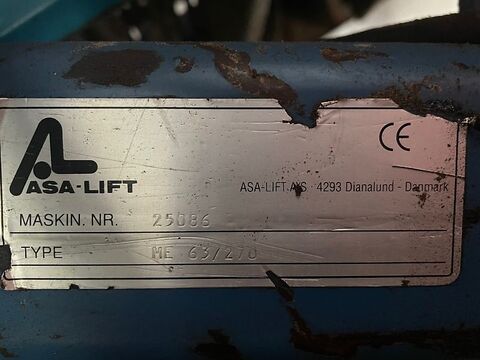 ASA-LIFT
CE
ASA-LIFT A/S · 4293 Dianalund - Danmark
MASKIN. NR. 25086
TYPE ME 63/270